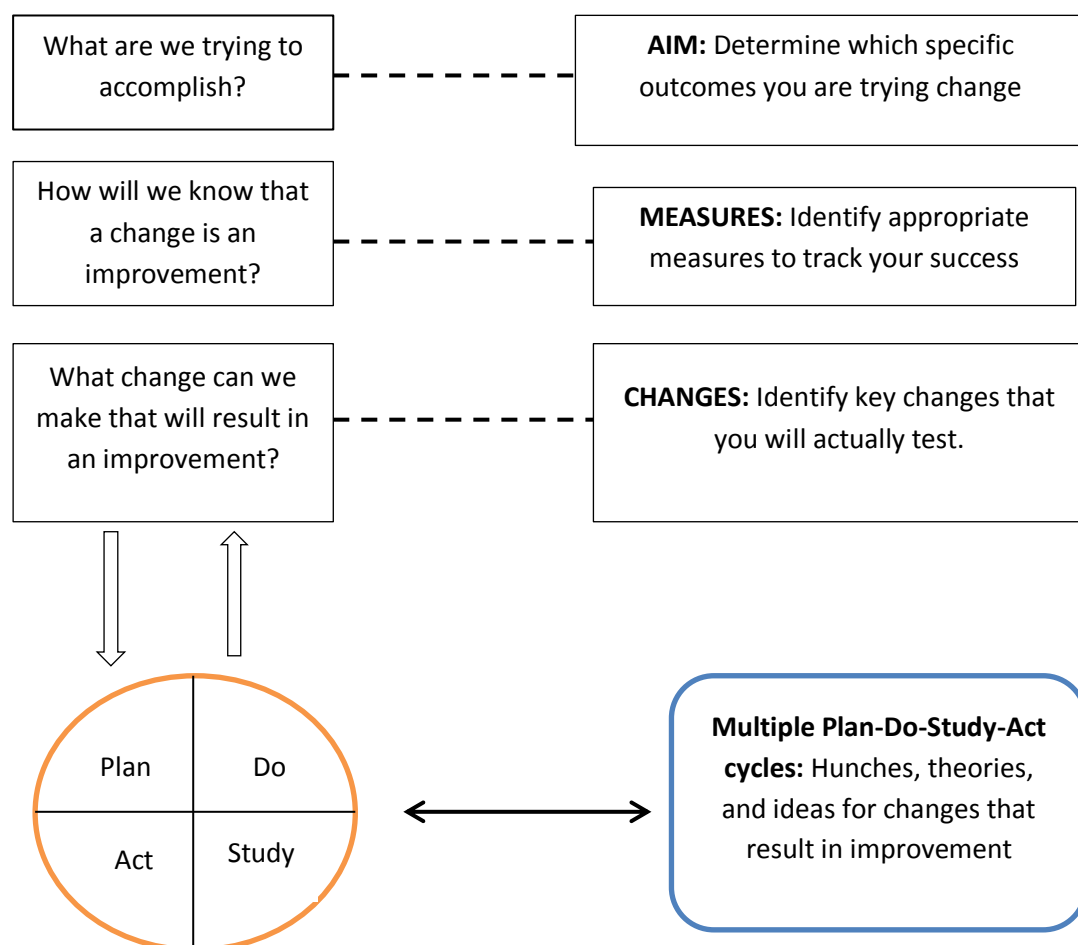 What are we trying to
accomplish?
AIM: Determine which specific
outcomes you are trying change
How will we know that
a change is an
improvement?
MEASURES: Identify appropriate
measures to track your success
What change can we
make that will result in
an improvement?
CHANGES: Identify key changes that
you will actually test.
Plan
Do
Act
Study
Multiple Plan-Do-Study-Act
cycles: Hunches, theories,
and ideas for changes that
result in improvement